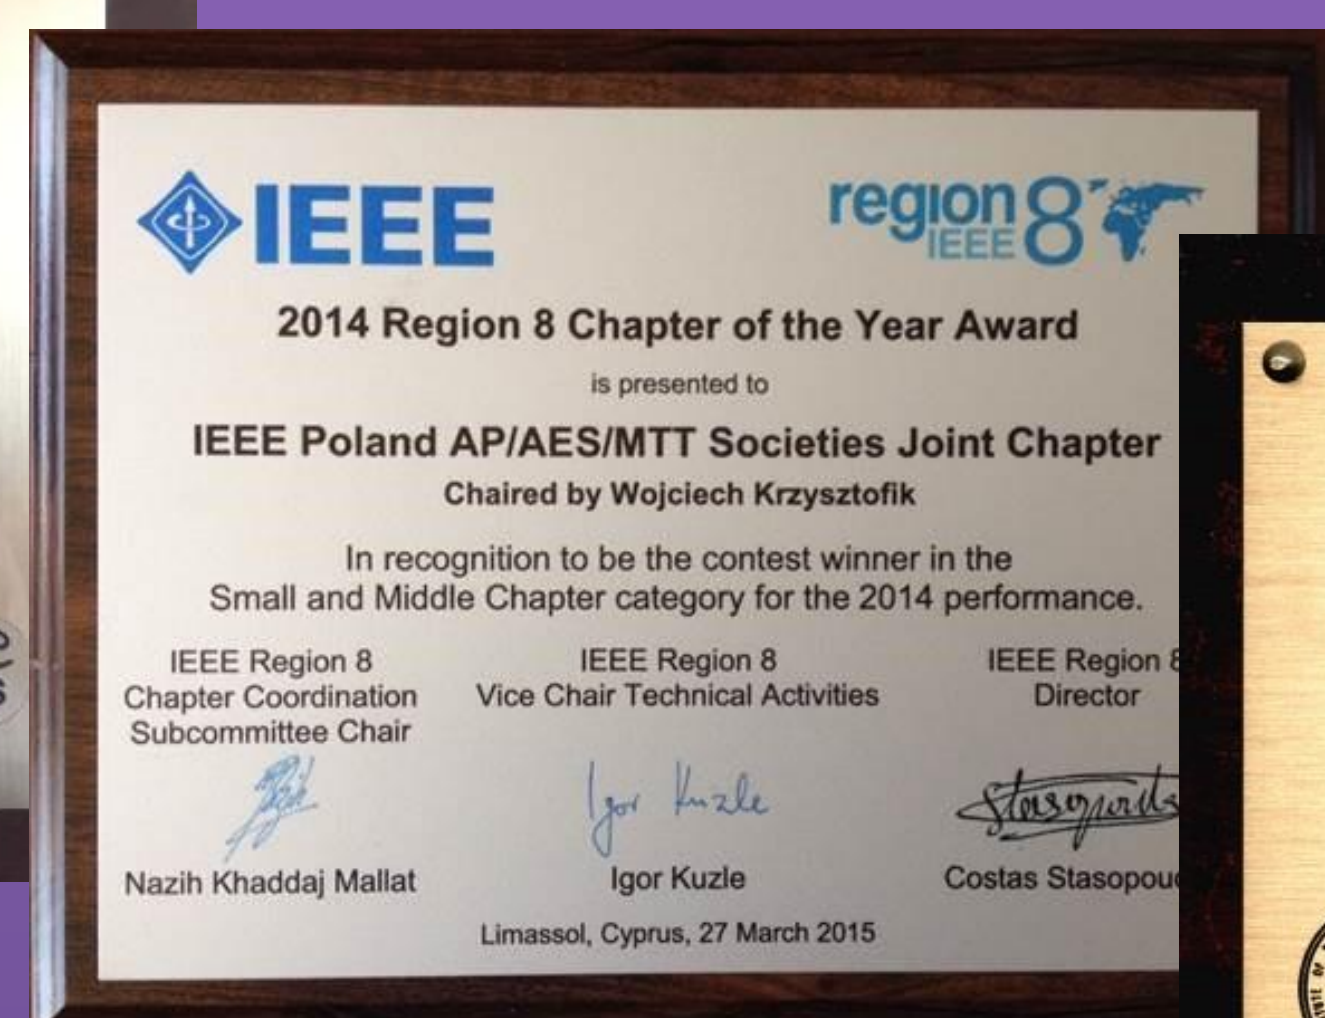 IEEE
region 8
IEEE
2014 Region 8 Chapter of the Year Award
is presented to
IEEE Poland AP/AES/MTT Societies Joint Chapter
Chaired by Wojciech Krzysztofik
In recognition to be the contest winner in the
Small and Middle Chapter category for the 2014 performance.
IEEE Region 8
Chapter Coordination
Subcommittee Chair
IEEE Region 8
Vice Chair Technical Activities
IEEE Region 8
Director
Igor Kuzle
Nazih Khaddaj Mallat
Igor Kuzle
Costas
Limassol, Cyprus, 27 March 2015